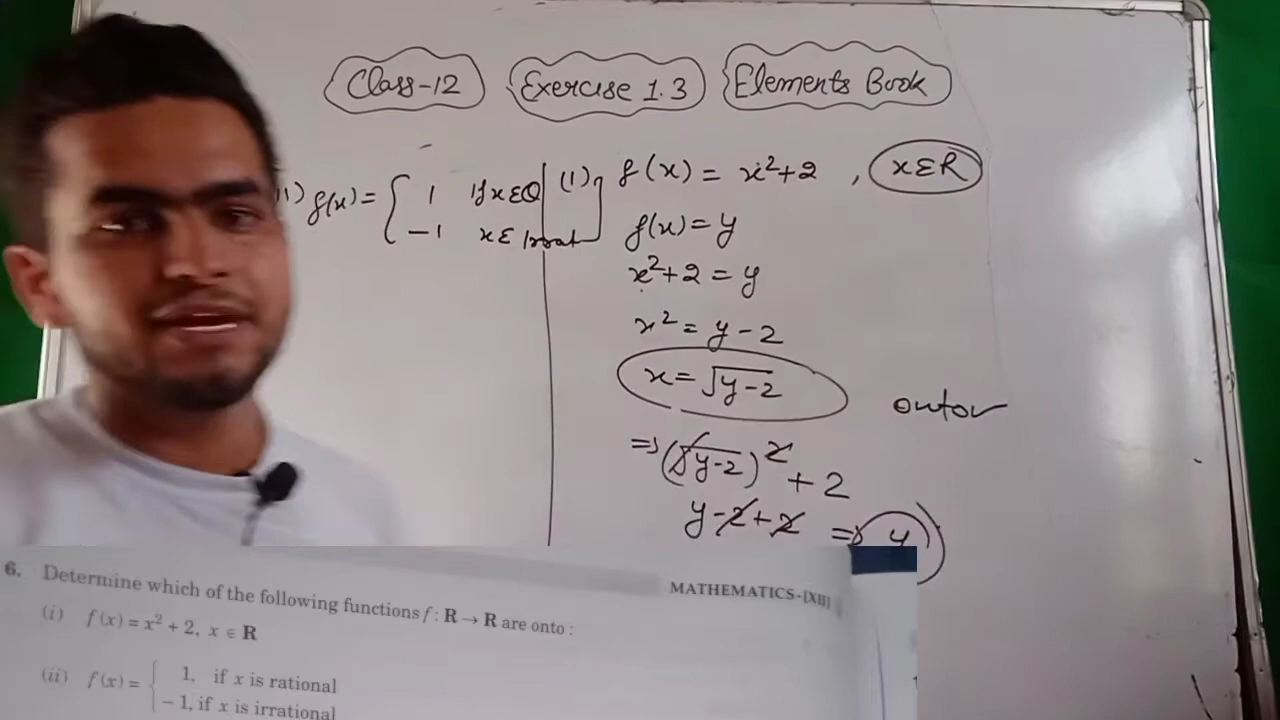 Class-12 Exercise 1.3 Elements Book
f(x) = { 1 if x ∈ Q
-1 x ∈ Irrat
(1) f(x) = x²+2 , x ∈ R
f(x) = y
x²+2 = y
x² = y - 2
x = √y-2
onto
=> (√y-2)² + 2
y-2+2 => y
MATHEMATICS-(XII)
6. Determine which of the following functions f : R → R are onto :
(i) f(x) = x² + 2, x ∈ R
(ii) f(x) = { 1, if x is rational
- 1, if x is irrational